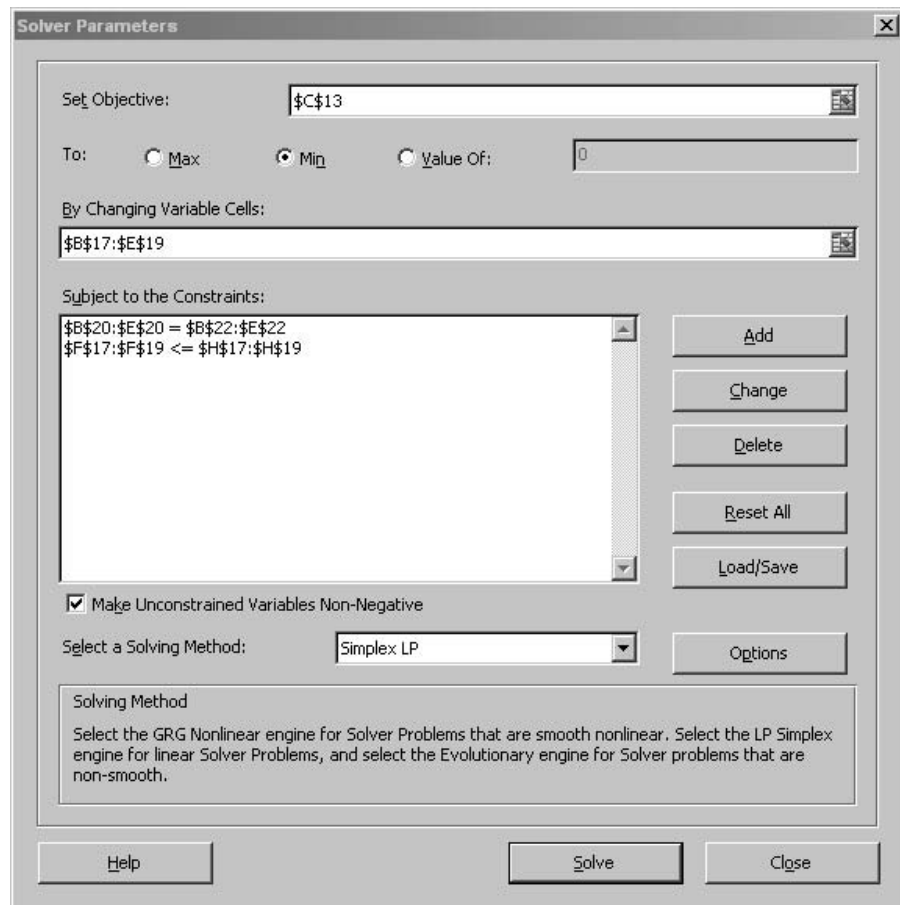 Solver Parameters
Set Objective:
$C$13
To:
Max
Min
Value Of:
0
By Changing Variable Cells:
$B$17:$E$19
Subject to the Constraints:
$B$20:$E$20 = $B$22:$E$22
$F$17:$F$19 <= $H$17:$H$19
Add
Change
Delete
Reset All
Load/Save
Make Unconstrained Variables Non-Negative
Select a Solving Method:
Simplex LP
Options
Solving Method
Select the GRG Nonlinear engine for Solver Problems that are smooth nonlinear. Select the LP Simplex
engine for linear Solver Problems, and select the Evolutionary engine for Solver problems that are
non-smooth.
Help
Solve
Close